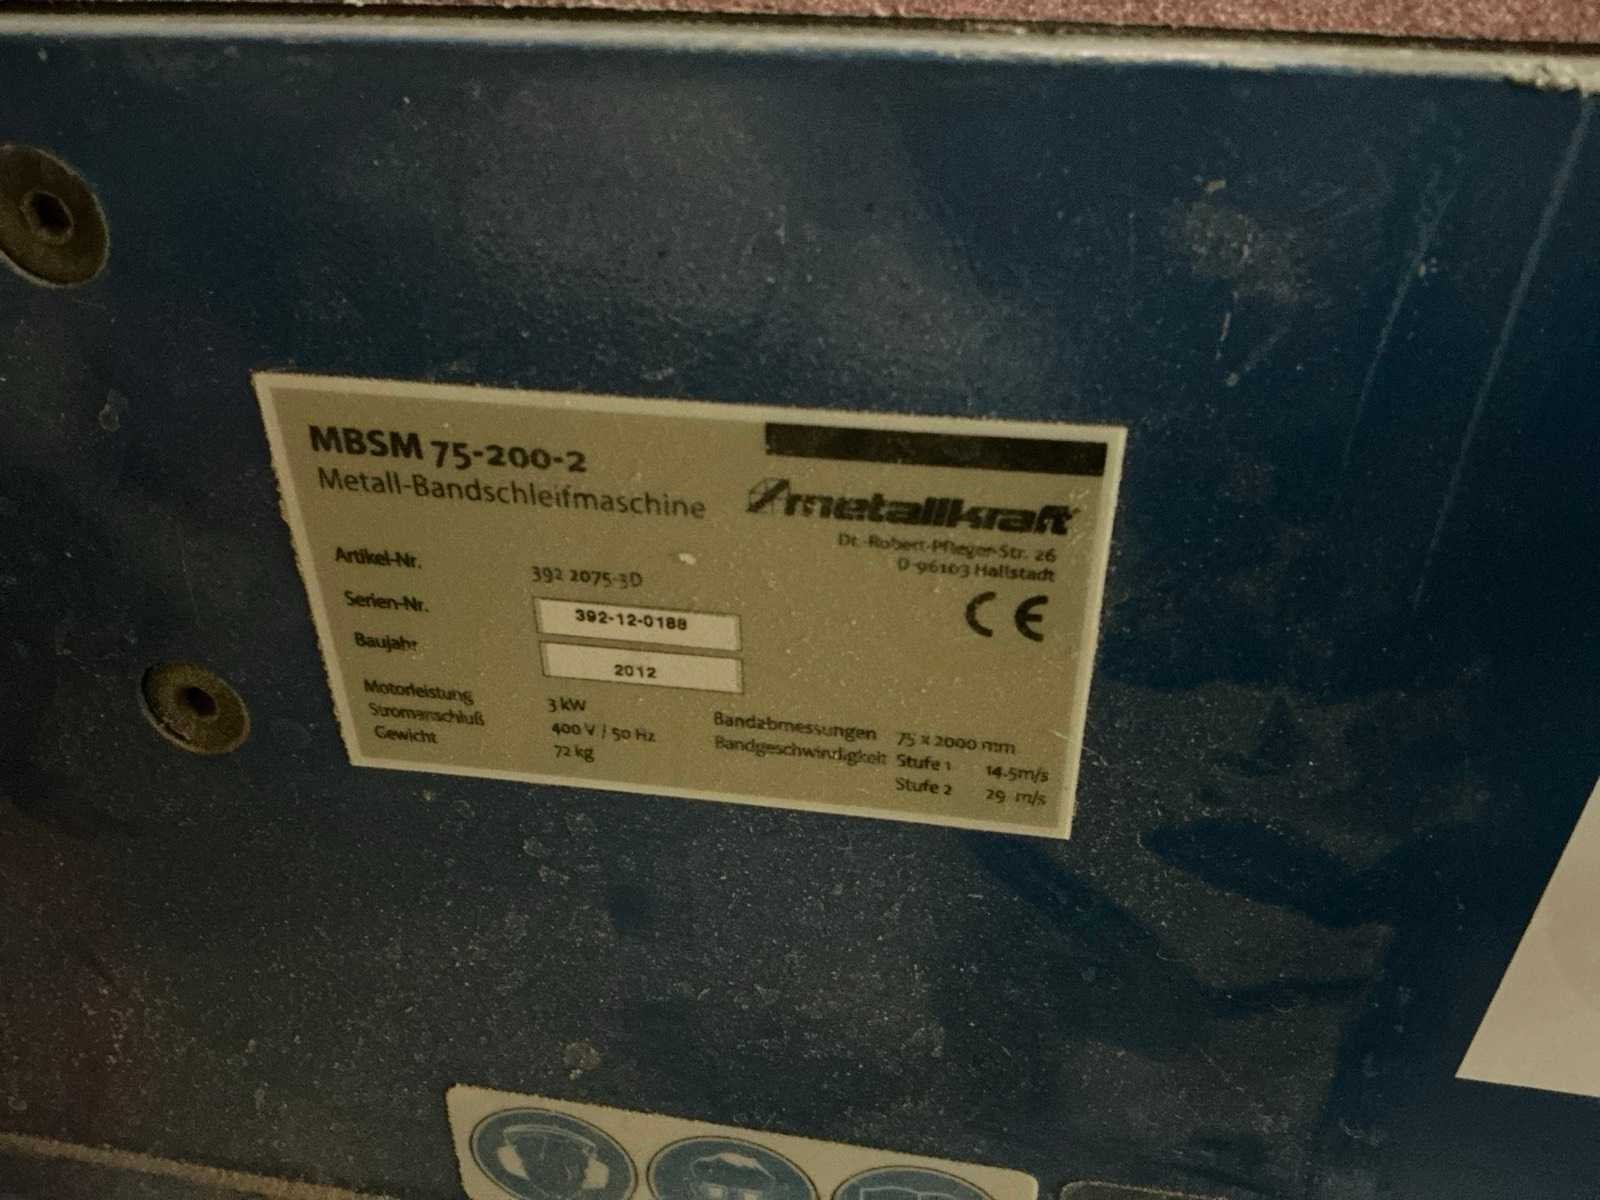 MBSM 75-200-2
Metall-Bandschleifmaschine
metallkraft
Dr.-Robert-Pfleger-Str. 26
D-96103 Hallstadt
Artikel-Nr. 392 2075-3D
CE
Serien-Nr. 392-12-0188
Baujahr 2012
Motorleistung 3 kW
Stromanschluß 400 V / 50 Hz
Gewicht 72 kg
Bandabmessungen 75 x 2000 mm
Bandgeschwindigkeit Stufe 1 14.5m/s
Stufe 2 29 m/s